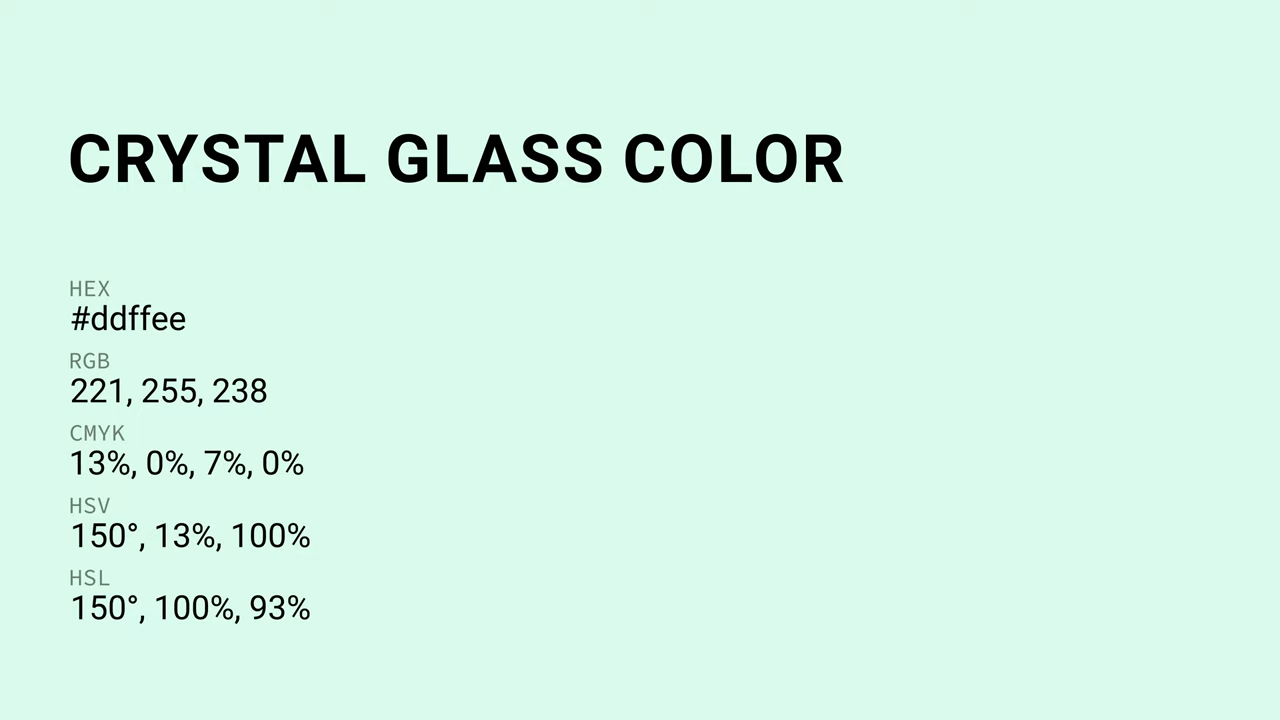 CRYSTAL GLASS COLOR
HEX
#ddffee
RGB
221, 255, 238
CMYK
13%, 0%, 7%, 0%
HSV
150°, 13%, 100%
HSL
150°, 100%, 93%